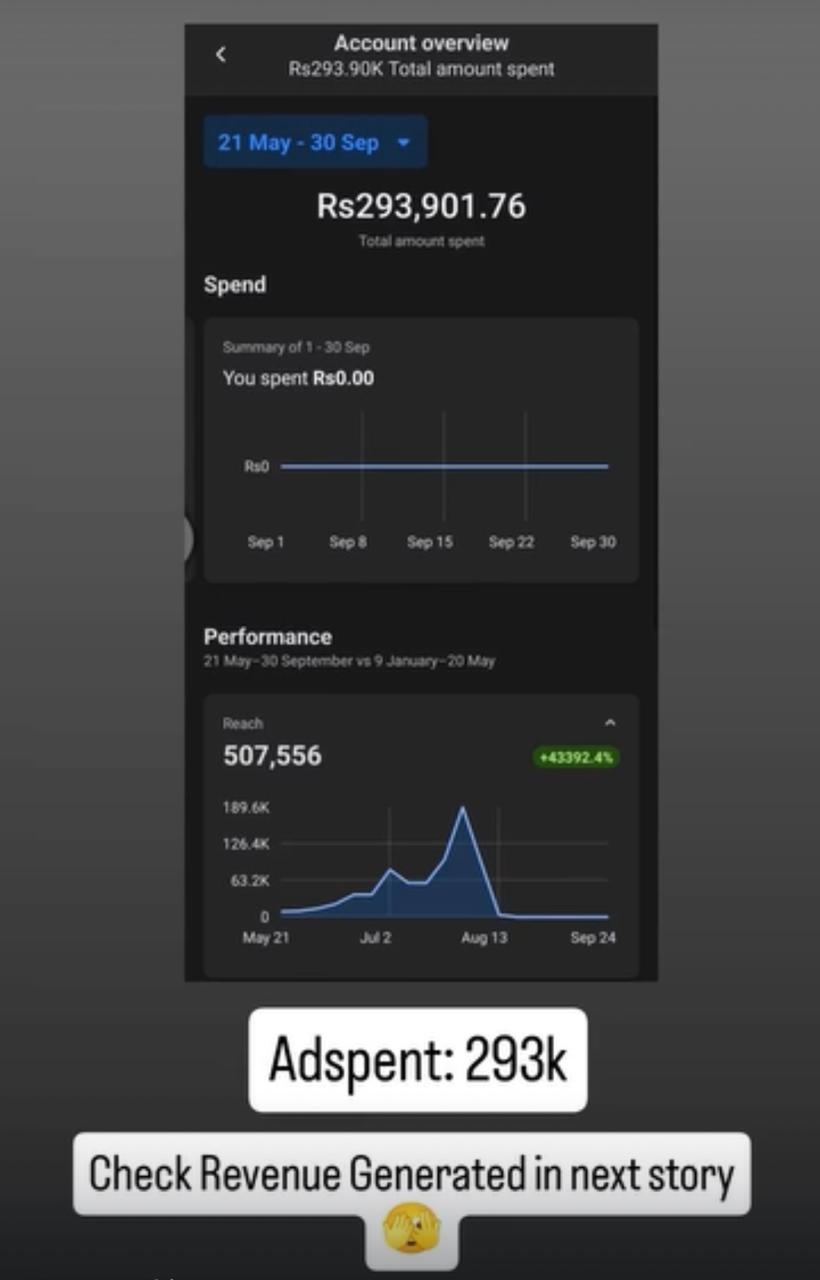 Account overview
Rs293.90K Total amount spent
21 May - 30 Sep
Rs293,901.76
Total amount spent
Spend
Summary of 1 - 30 Sep
You spent Rs0.00
Rs0
Sep 1 Sep 8 Sep 15 Sep 22 Sep 30
Performance
21 May–30 September vs 9 January–20 May
Reach
507,556
+43392.4%
189.6K
126.4K
63.2K
0
May 21 Jul 2 Aug 13 Sep 24
Adspent: 293k
Check Revenue Generated in next story
🫣